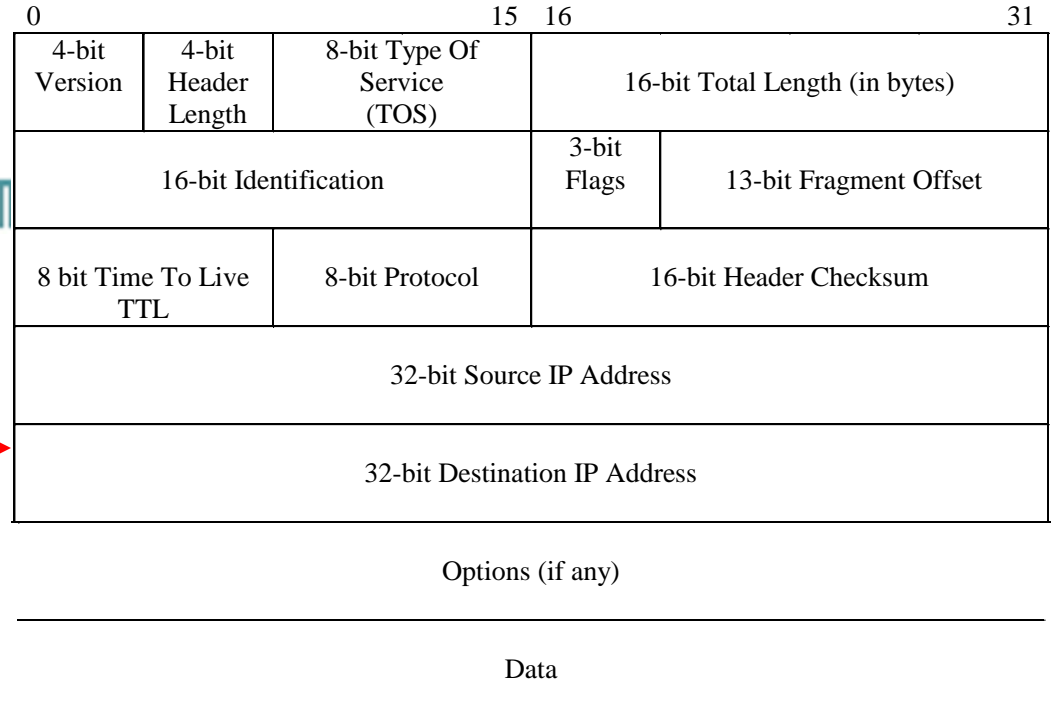 0 15 16 31
4-bit
Version
4-bit
Header
Length
8-bit Type Of
Service
(TOS)
16-bit Total Length (in bytes)
16-bit Identification
3-bit
Flags
13-bit Fragment Offset
8 bit Time To Live
TTL
8-bit Protocol
16-bit Header Checksum
32-bit Source IP Address
32-bit Destination IP Address
Options (if any)
Data